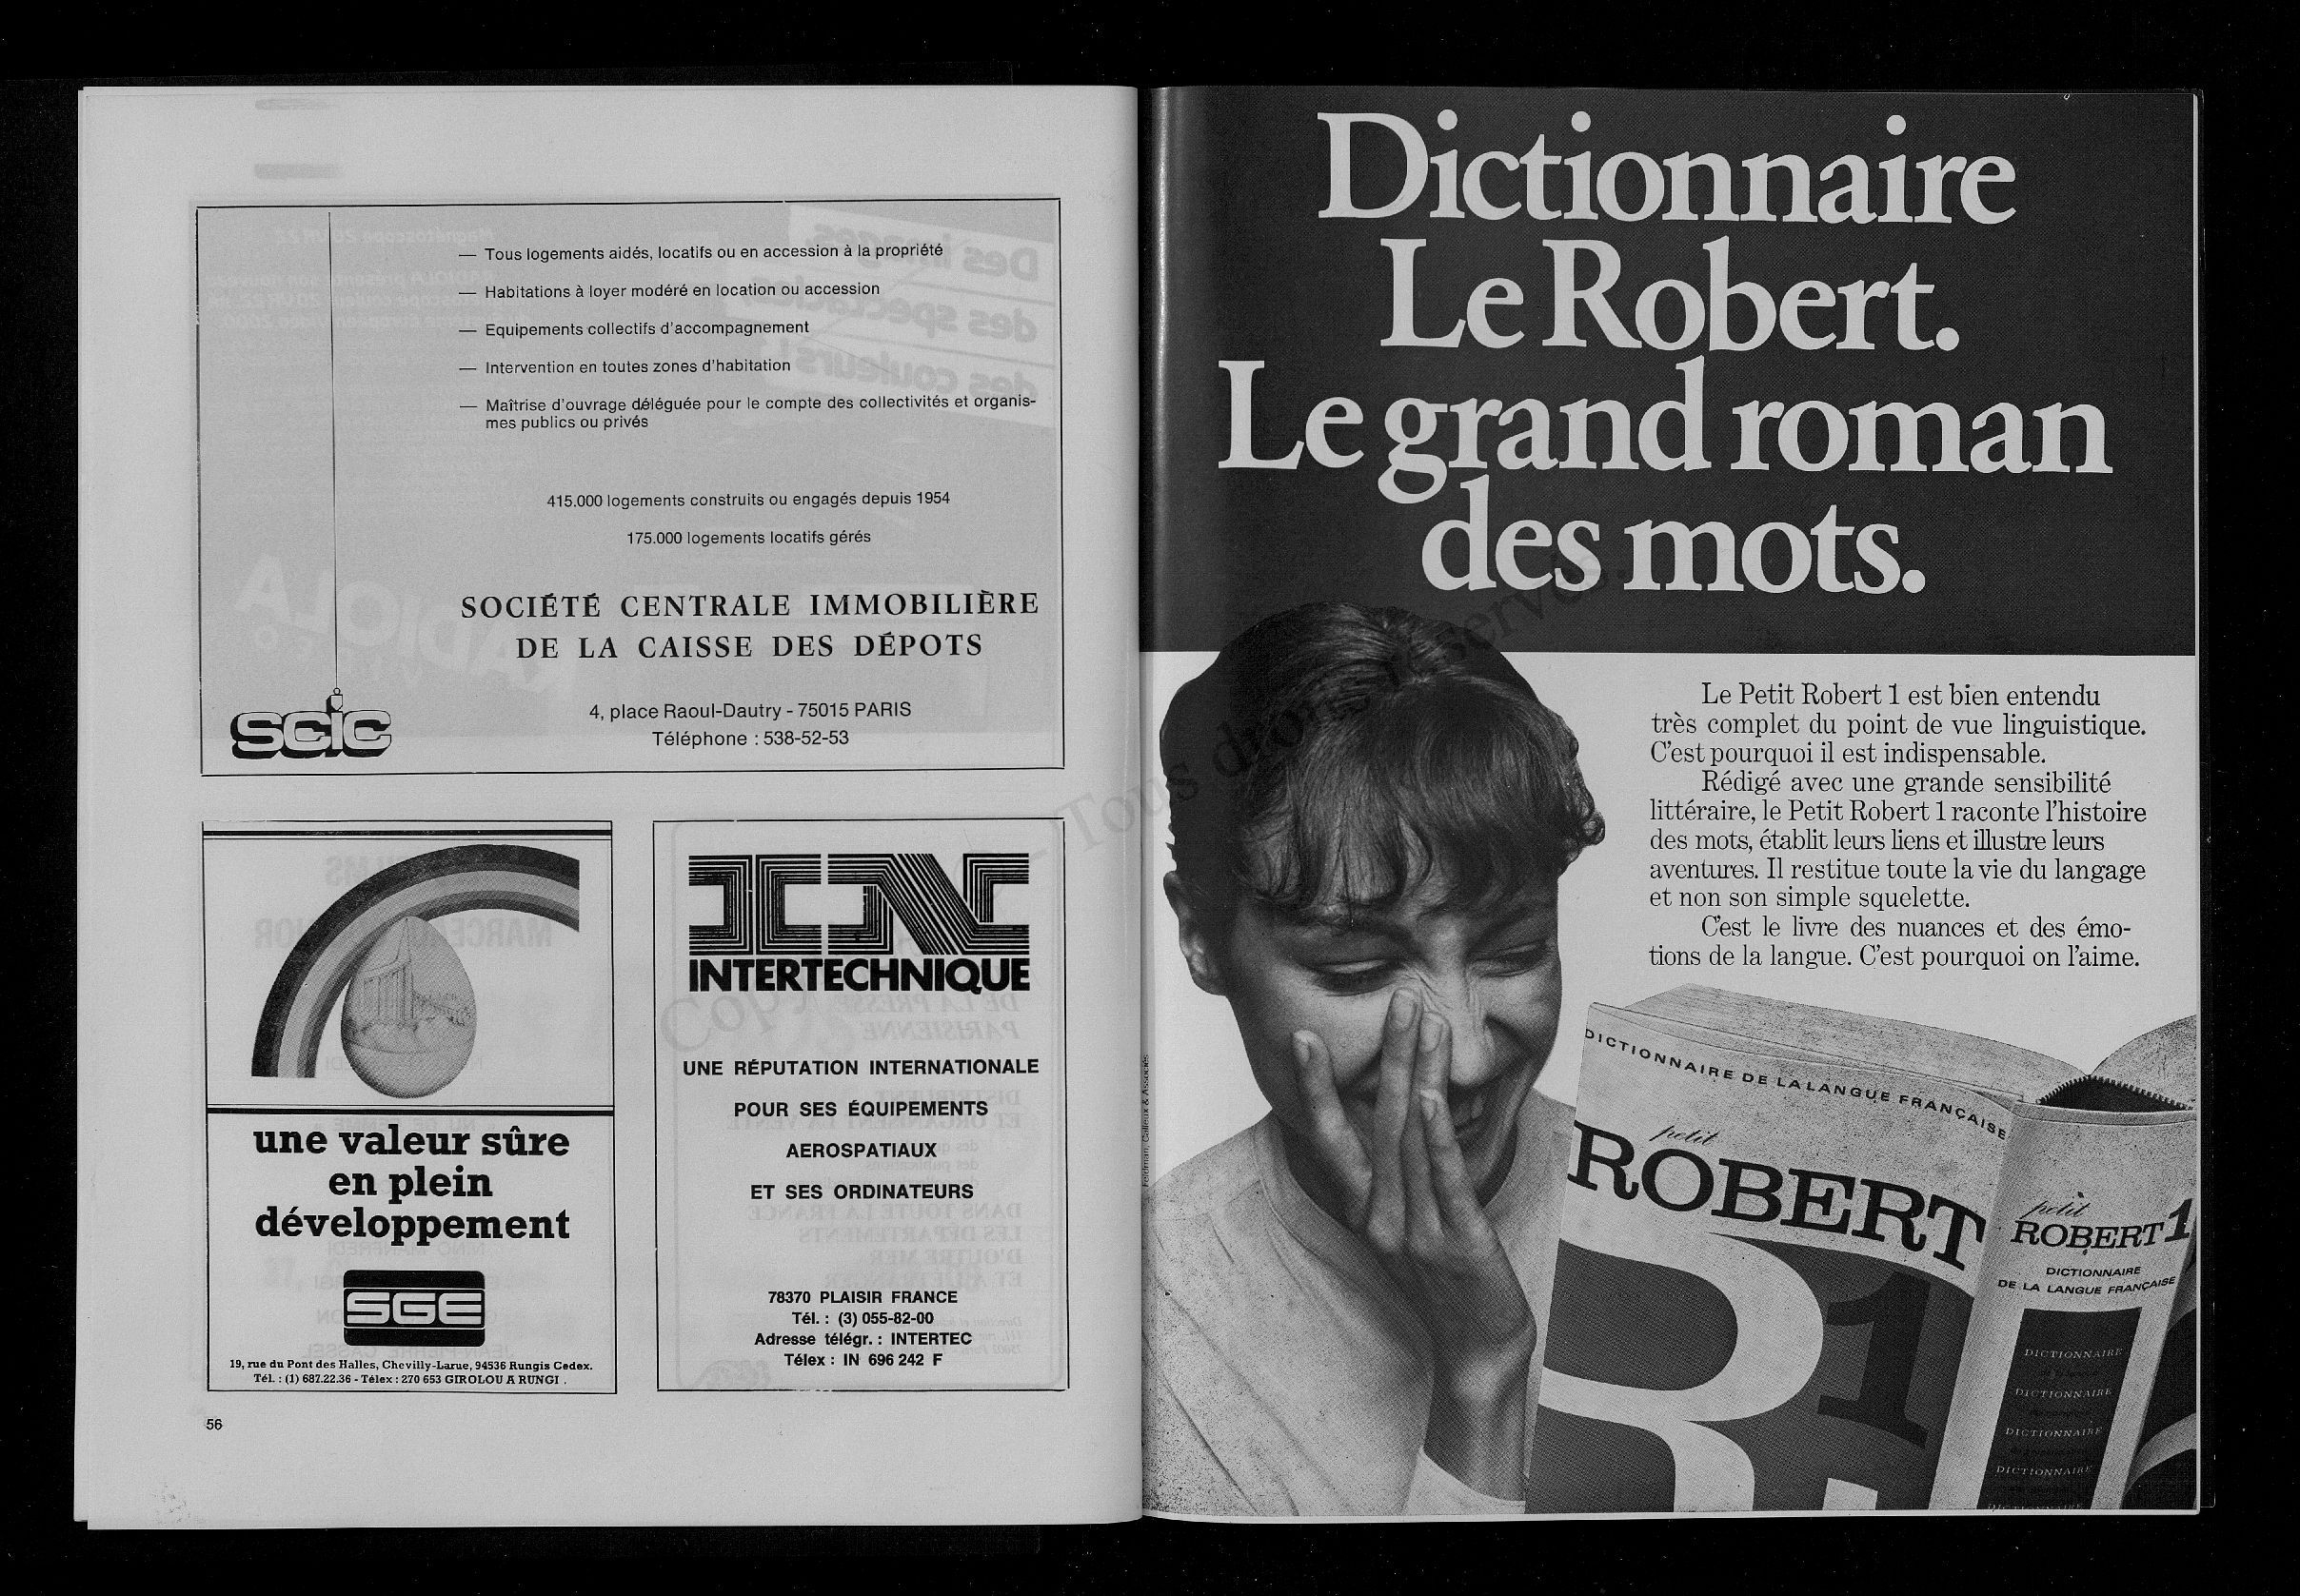 — Tous logements aidés, locatifs ou en accession à la propriété
— Habitations à loyer modéré en location ou accession
— Equipements collectifs d'accompagnement
— Intervention en toutes zones d'habitation
— Maîtrise d'ouvrage déléguée pour le compte des collectivités et organis-
mes publics ou privés
415.000 logements construits ou engagés depuis 1954
175.000 logements locatifs gérés
SOCIÉTÉ CENTRALE IMMOBILIÈRE
DE LA CAISSE DES DÉPOTS
scic
4, place Raoul-Dautry - 75015 PARIS
Téléphone : 538-52-53
une valeur sûre
en plein
développement
SGE
19, rue du Pont des Halles, Chevilly-Larue, 94536 Rungis Cedex.
Tél. : (1) 687.22.36 - Télex : 270 653 GIROLOU A RUNGI .
IN
INTERTECHNIQUE
UNE RÉPUTATION INTERNATIONALE
POUR SES ÉQUIPEMENTS
AEROSPATIAUX
ET SES ORDINATEURS
78370 PLAISIR FRANCE
Tél. : (3) 055-82-00
Adresse télégr. : INTERTEC
Télex : IN 696 242 F
56
Dictionnaire
Le Robert.
Le grand roman
des mots.
Le Petit Robert 1 est bien entendu
très complet du point de vue linguistique.
C'est pourquoi il est indispensable.
Rédigé avec une grande sensibilité
littéraire, le Petit Robert 1 raconte l'histoire
des mots, établit leurs liens et illustre leurs
aventures. Il restitue toute la vie du langage
et non son simple squelette.
C'est le livre des nuances et des émo-
tions de la langue. C'est pourquoi on l'aime.
DICTIONNAIRE DE LA LANGUE FRANÇAISE
petit
ROBERT
R1
petit
ROBERT 1
DICTIONNAIRE
DE LA LANGUE FRANÇAISE
DICTIONNAIRE
DICTIONNAIRE
DICTIONNAIRE
DICTIONNAIRE
DICTIONNAIRE
- Tous droits réservés